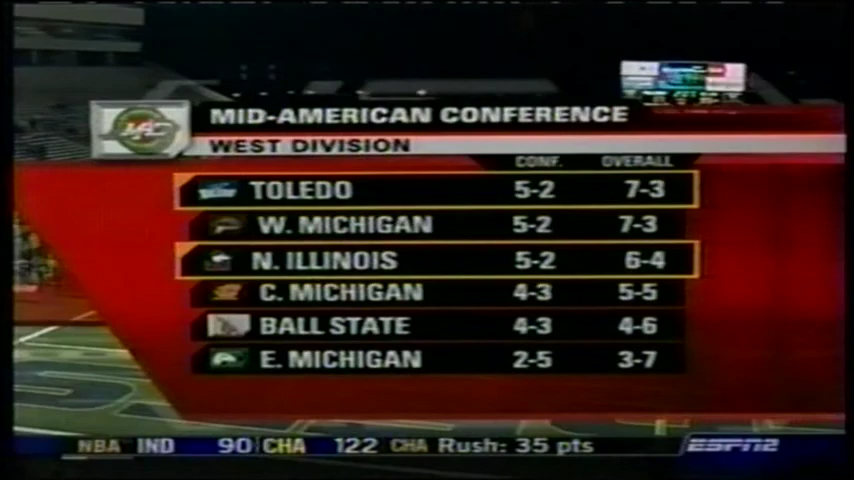 MID-AMERICAN CONFERENCE
WEST DIVISION
CONF. OVERALL
TOLEDO 5-2 7-3
W. MICHIGAN 5-2 7-3
N. ILLINOIS 5-2 6-4
C. MICHIGAN 4-3 5-5
BALL STATE 4-3 4-6
E. MICHIGAN 2-5 3-7
NBA IND 90 CHA 122 CHA Rush: 35 pts ESPN2